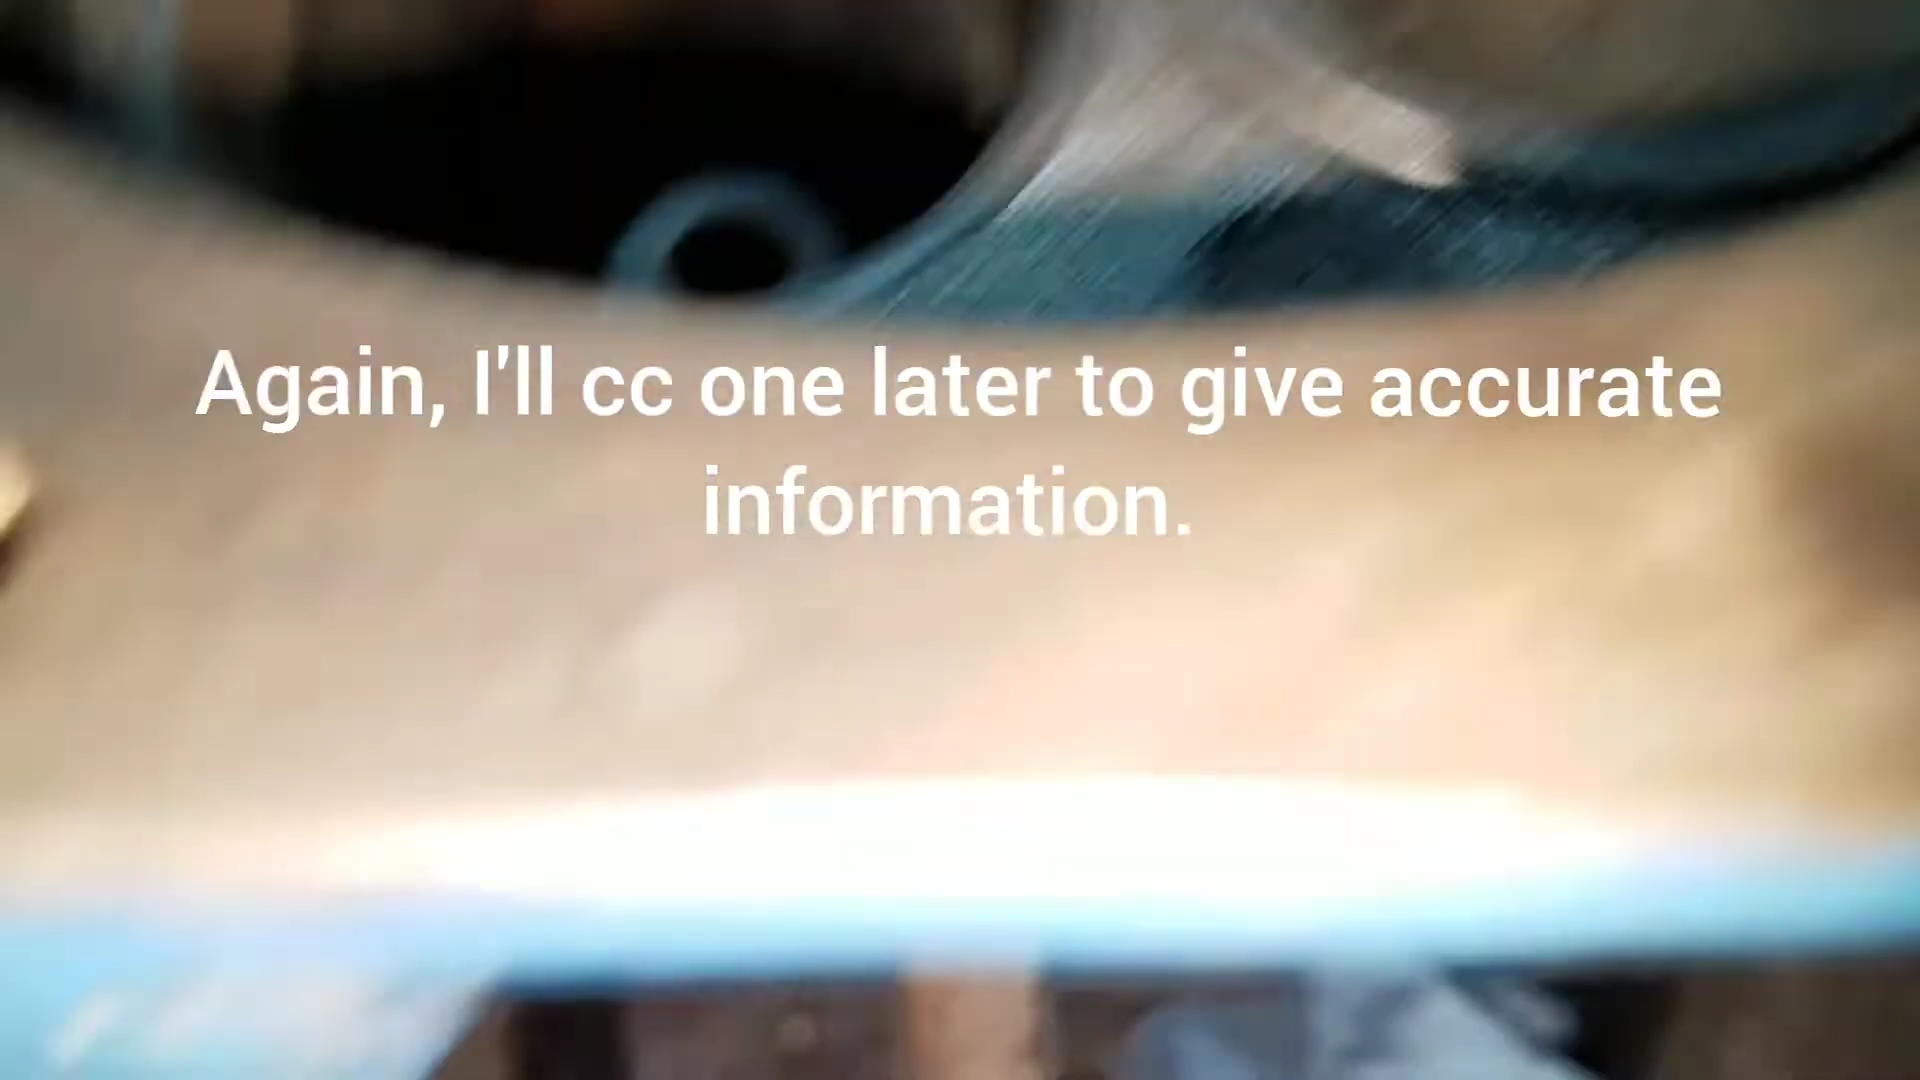 Again, I'll cc one later to give accurate
information.